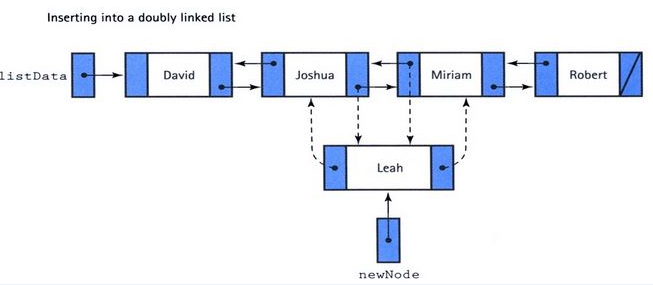 Inserting into a doubly linked list
listData
David
Joshua
Miriam
Robert
Leah
newNode